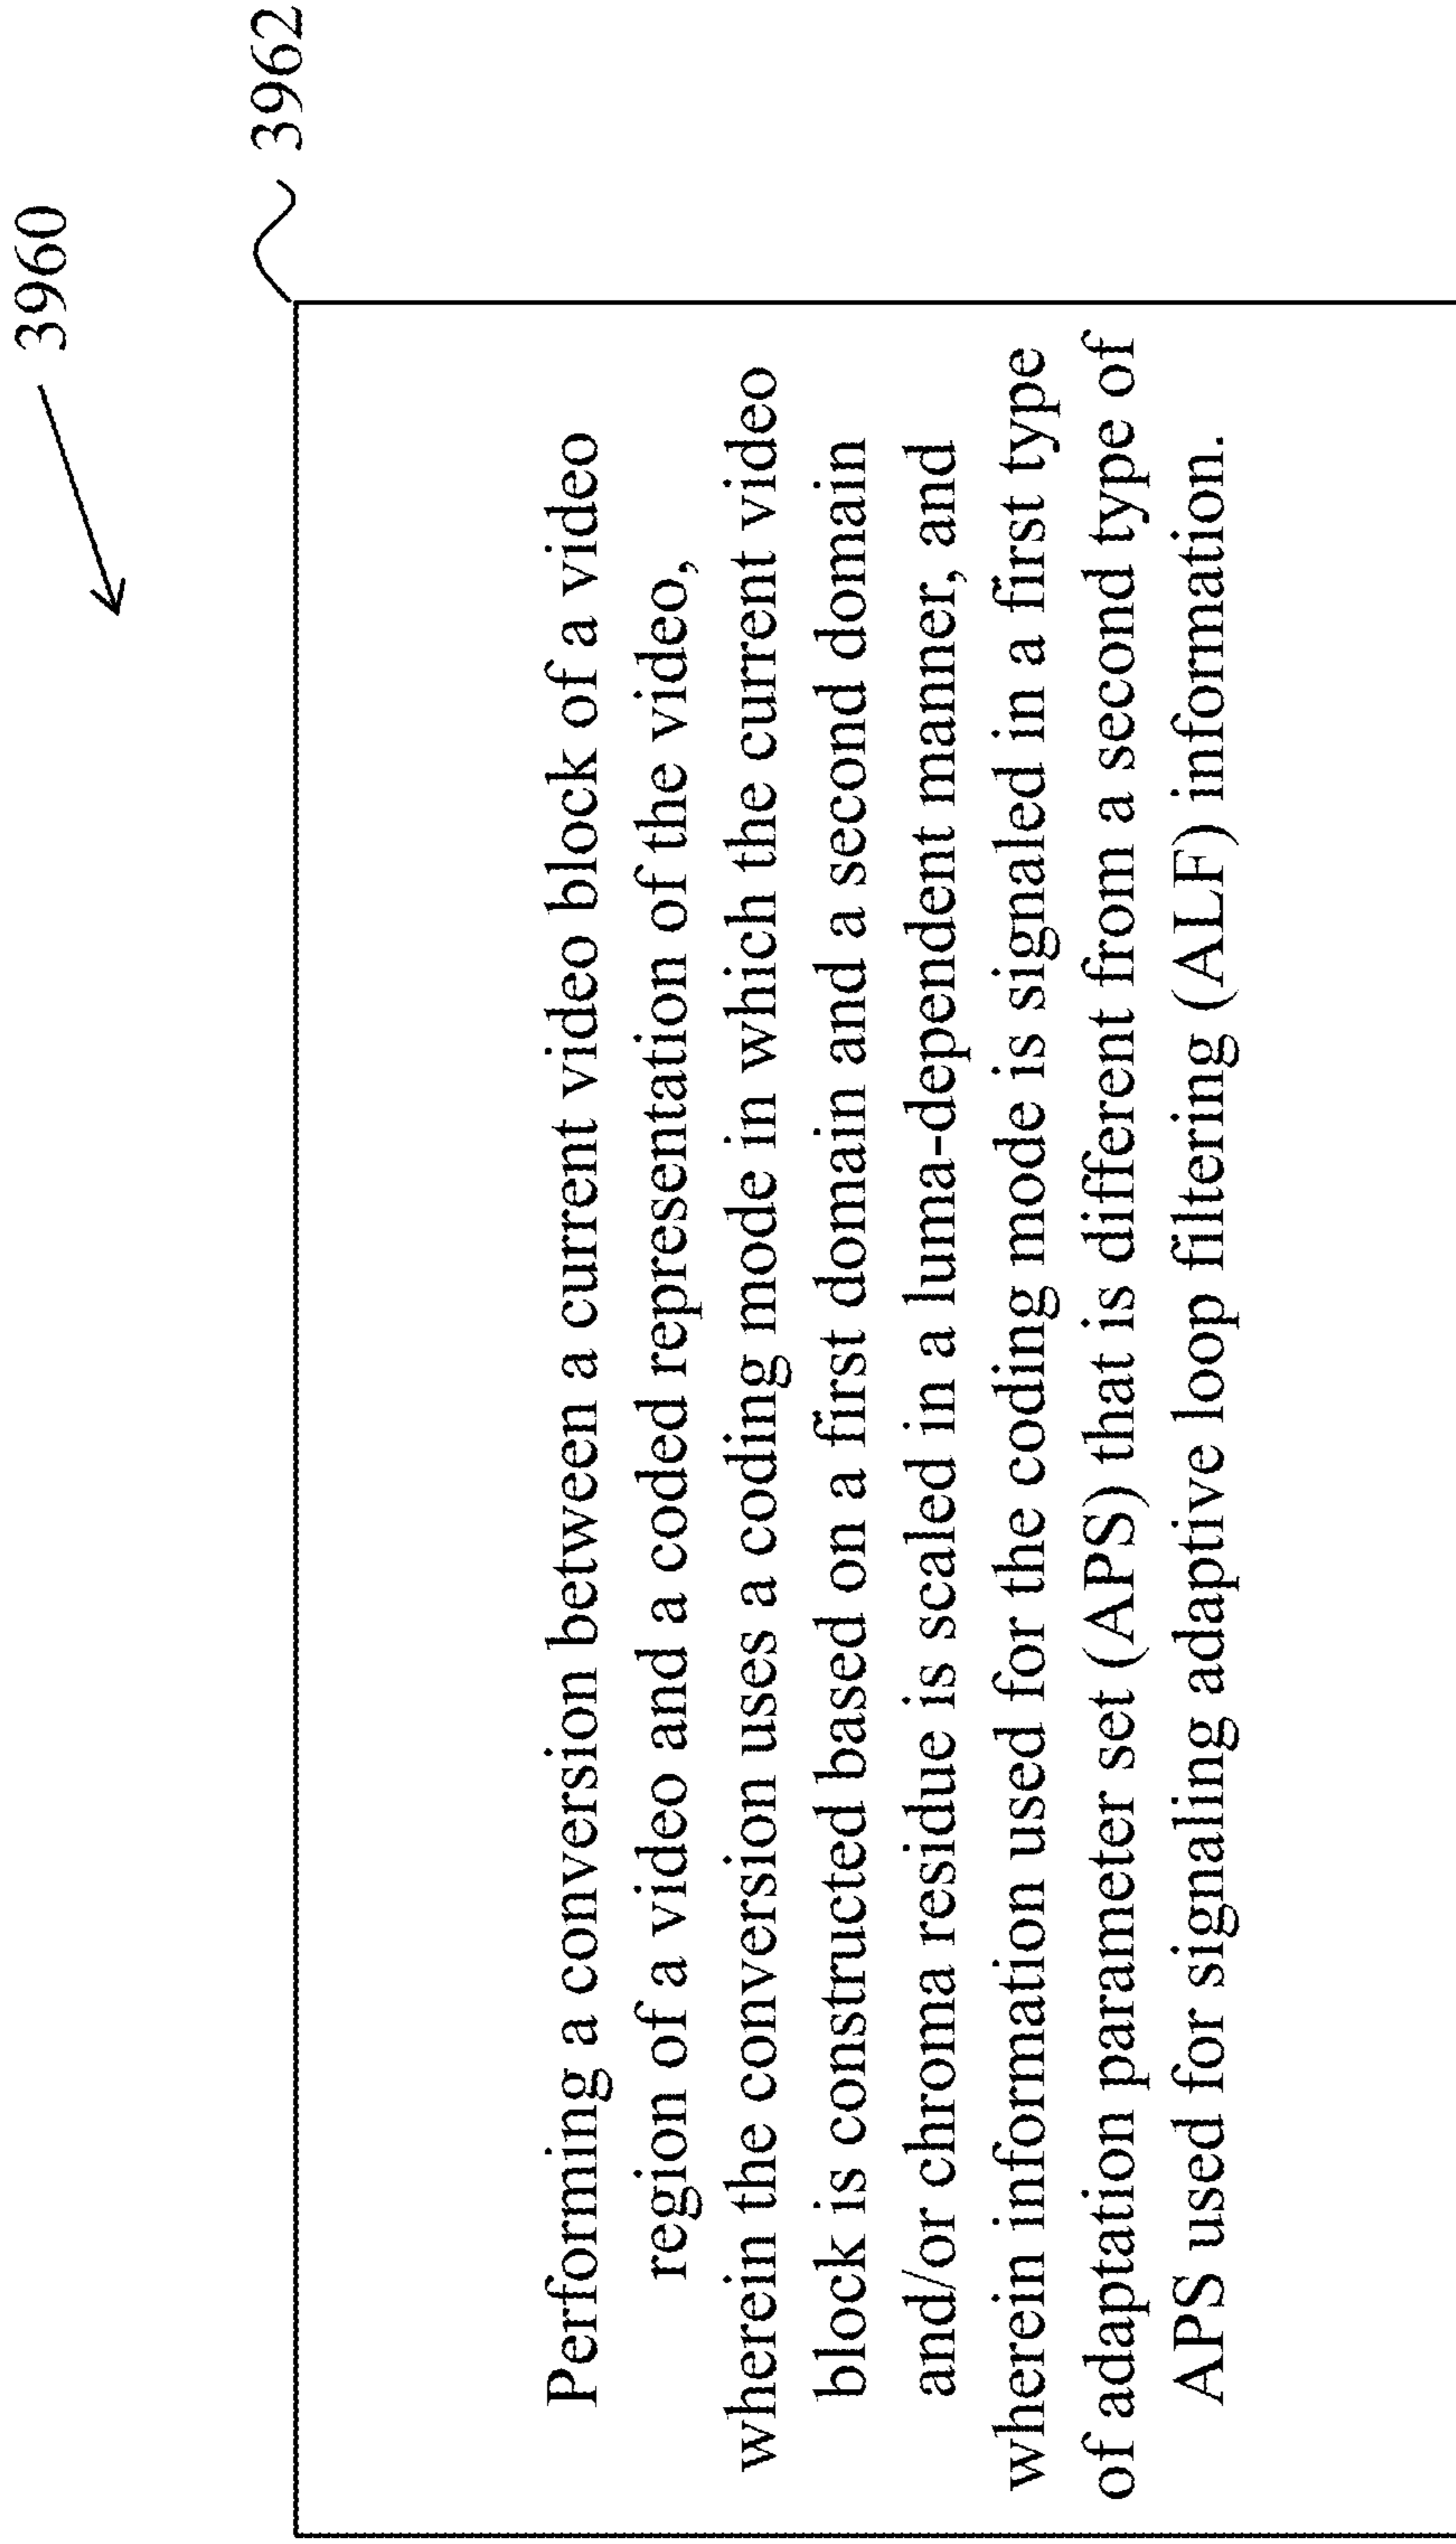 3960
3962
Performing a conversion between a current video block of a video
region of a video and a coded representation of the video,
wherein the conversion uses a coding mode in which the current video
block is constructed based on a first domain and a second domain
and/or chroma residue is scaled in a luma-dependent manner, and
wherein information used for the coding mode is signaled in a first type
of adaptation parameter set (APS) that is different from a second type of
APS used for signaling adaptive loop filtering (ALF) information.